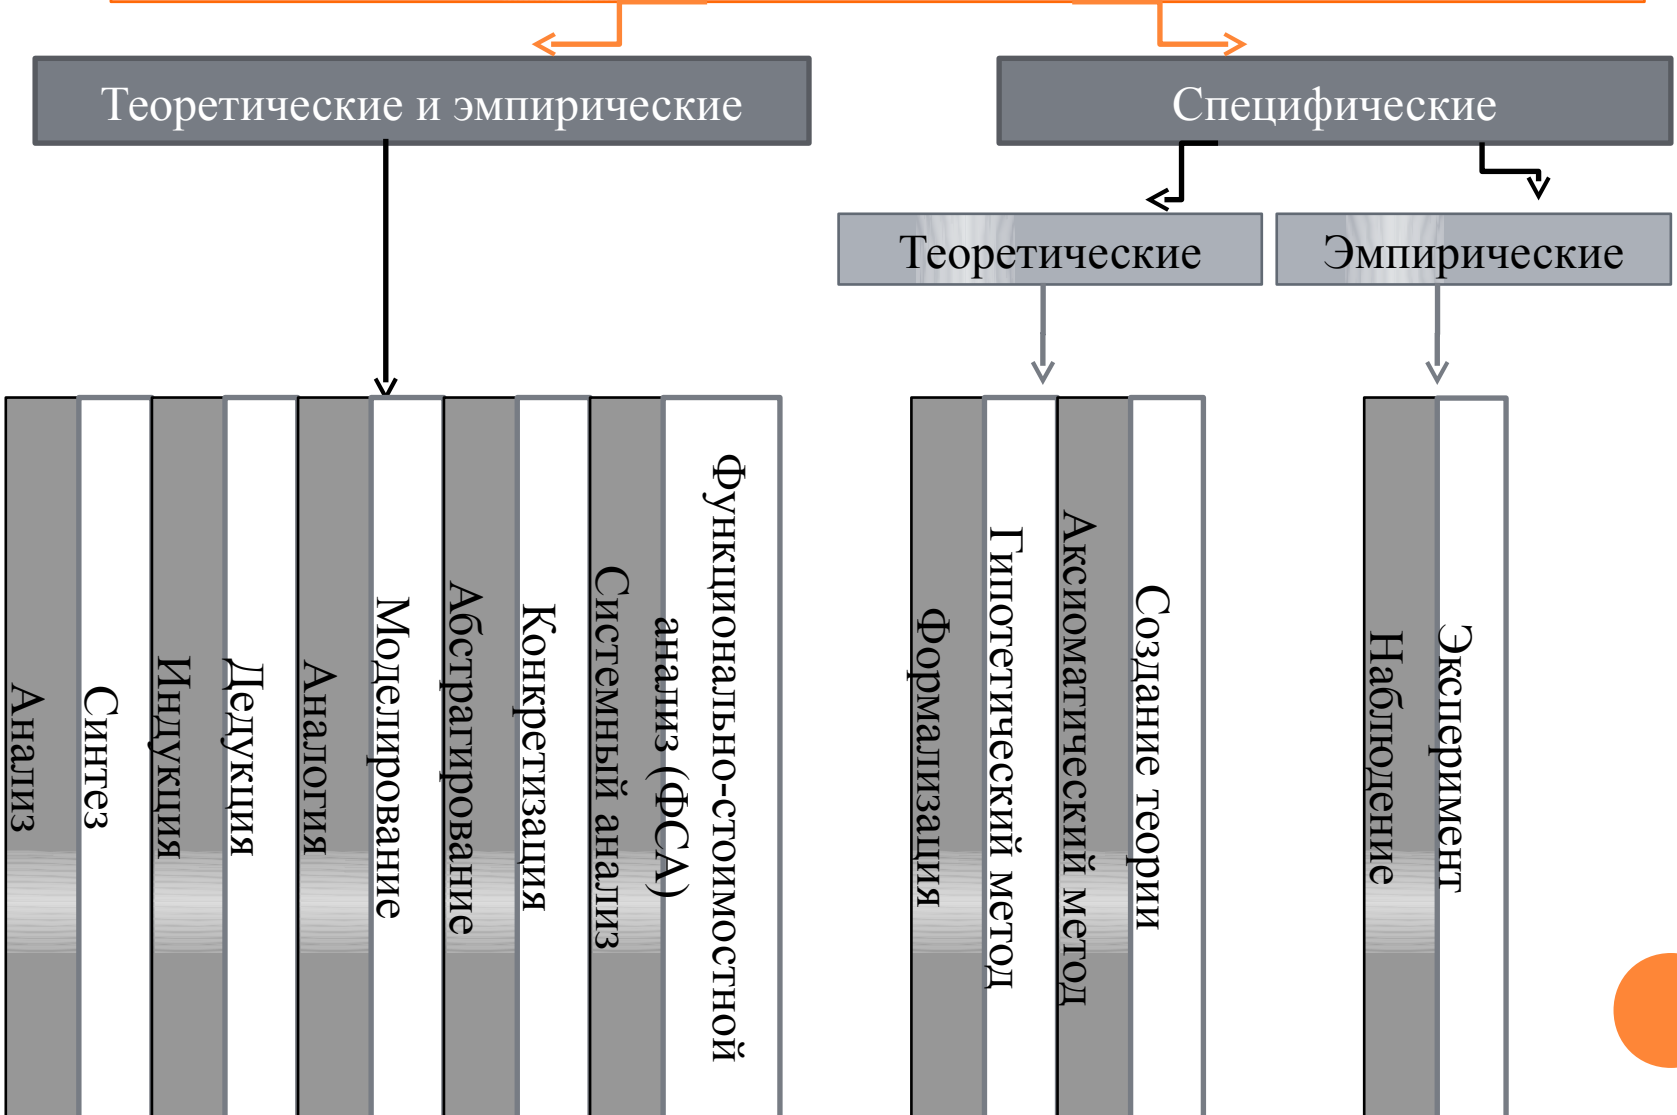 Теоретические и эмпирические
Специфические
Теоретические
Эмпирические
Анализ
Синтез
Индукция
Дедукция
Аналогия
Моделирование
Абстрагирование
Конкретизация
Системный анализ
Функционально-стоимостной
анализ (ФСА)
Формализация
Гипотетический метод
Аксиоматический метод
Создание теории
Наблюдение
Эксперимент